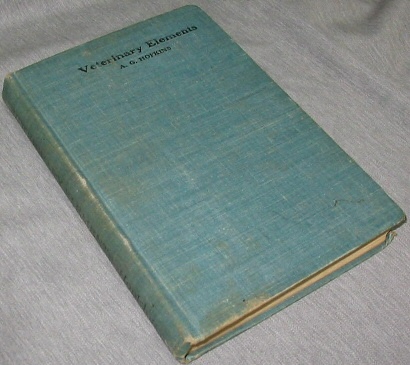 Veterinary Elements
A. G. HOPKINS